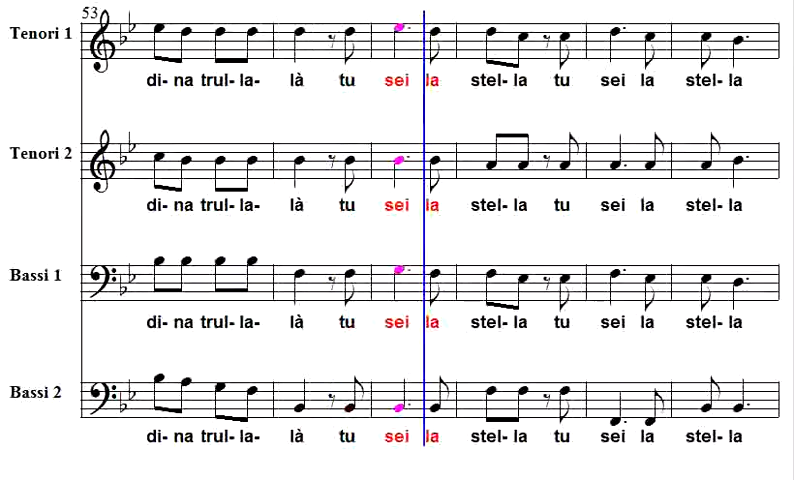 53
Tenori 1
di- na trul- la- là tu sei la stel- la tu sei la stel- la
Tenori 2
di- na trul- la- là tu sei la stel- la tu sei la stel- la
Bassi 1
di- na trul- la- là tu sei la stel- la tu sei la stel- la
Bassi 2
di- na trul- la- là tu sei la stel- la tu sei la stel- la